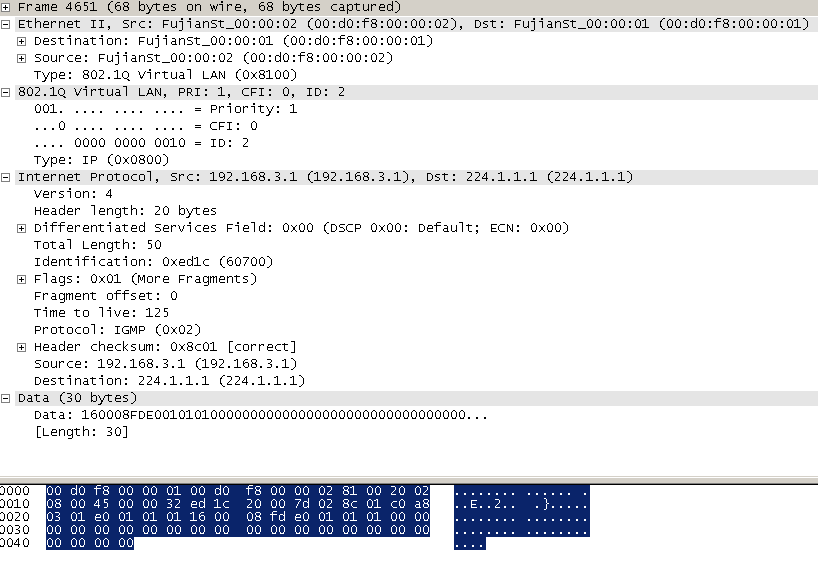 Frame 4651 (68 bytes on wire, 68 bytes captured)
Ethernet II, Src: FujianSt_00:00:02 (00:d0:f8:00:00:02), Dst: FujianSt_00:00:01 (00:d0:f8:00:00:01)
Destination: FujianSt_00:00:01 (00:d0:f8:00:00:01)
Source: FujianSt_00:00:02 (00:d0:f8:00:00:02)
Type: 802.1Q Virtual LAN (0x8100)
802.1Q Virtual LAN, PRI: 1, CFI: 0, ID: 2
001. .... .... .... = Priority: 1
...0 .... .... .... = CFI: 0
.... 0000 0000 0010 = ID: 2
Type: IP (0x0800)
Internet Protocol, Src: 192.168.3.1 (192.168.3.1), Dst: 224.1.1.1 (224.1.1.1)
Version: 4
Header length: 20 bytes
Differentiated Services Field: 0x00 (DSCP 0x00: Default; ECN: 0x00)
Total Length: 50
Identification: 0xed1c (60700)
Flags: 0x01 (More Fragments)
Fragment offset: 0
Time to live: 125
Protocol: IGMP (0x02)
Header checksum: 0x8c01 [correct]
Source: 192.168.3.1 (192.168.3.1)
Destination: 224.1.1.1 (224.1.1.1)
Data (30 bytes)
Data: 160008FDE0010101000000000000000000000000000000000...
[Length: 30]
0000 00 d0 f8 00 00 01 00 d0 f8 00 00 02 81 00 20 02 ........ ...... .
0010 08 00 45 00 00 32 ed 1c 20 00 7d 02 8c 01 c0 a8 ..E..2.. .}.....
0020 03 01 e0 01 01 01 16 00 08 fd e0 01 01 01 00 00 ........ ........
0030 00 00 00 00 00 00 00 00 00 00 00 00 00 00 00 00 ........ ........
0040 00 00 00 00 ....